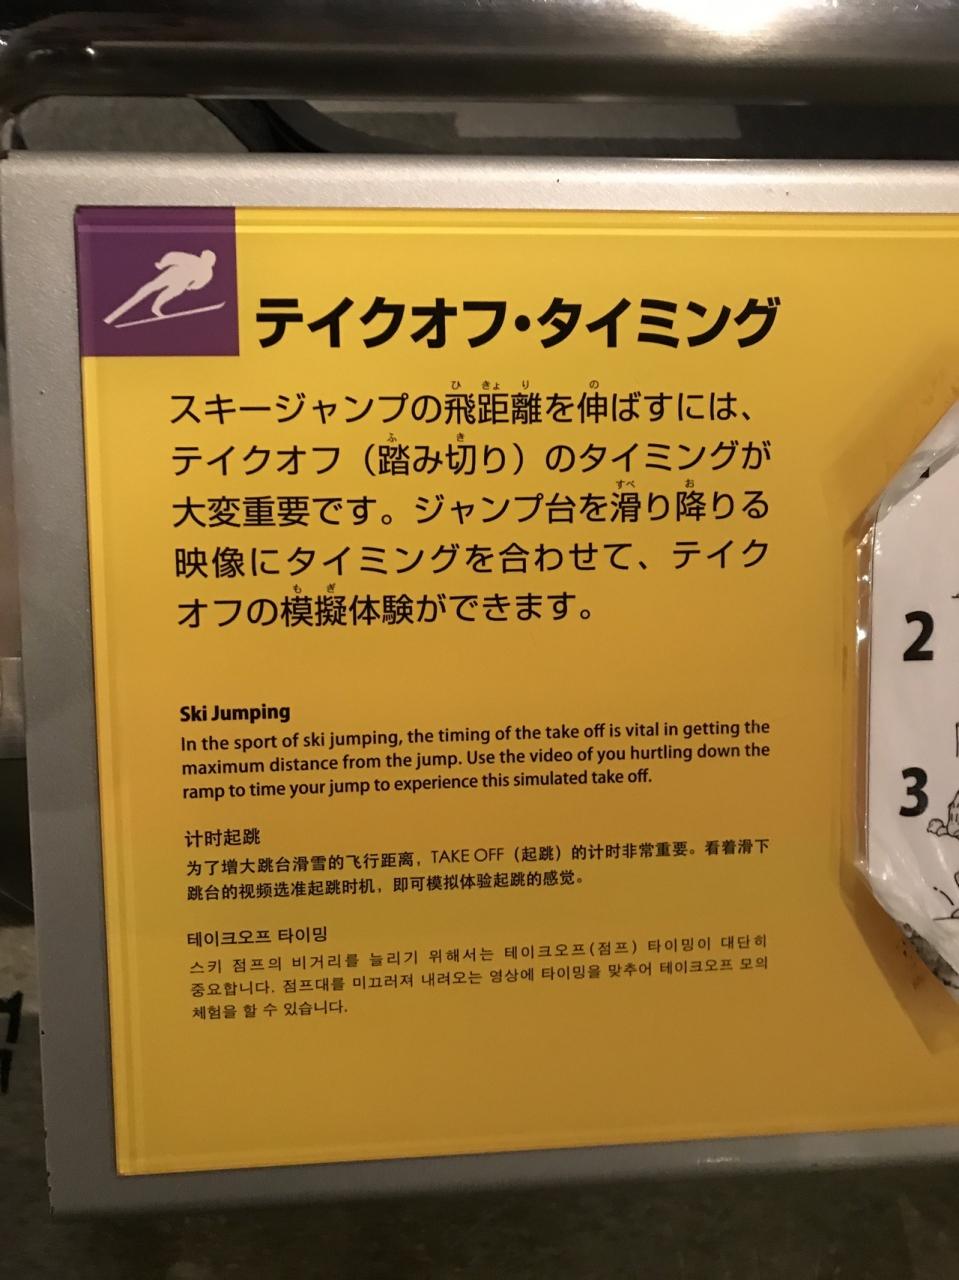 テイクオフ・タイミング
スキージャンプの飛距離を伸ばすには、
テイクオフ（踏み切り）のタイミングが
大変重要です。ジャンプ台を滑り降りる
映像にタイミングを合わせて、テイク
オフの模擬体験ができます。
Ski Jumping
In the sport of ski jumping, the timing of the take off is vital in getting the
maximum distance from the jump. Use the video of you hurtling down the
ramp to time your jump to experience this simulated take off.
计时起跳
为了增大跳台滑雪的飞行距离，TAKE OFF（起跳）的计时非常重要。看着滑下
跳台的视频选准起跳时机，即可模拟体验起跳的感觉。
테이크오프 타이밍
스키 점프의 비거리를 늘리기 위해서는 테이크오프(점프) 타이밍이 대단히
중요합니다. 점프대를 미끄러져 내려오는 영상에 타이밍을 맞추어 테이크오프 모의
체험을 할 수 있습니다.
2
3